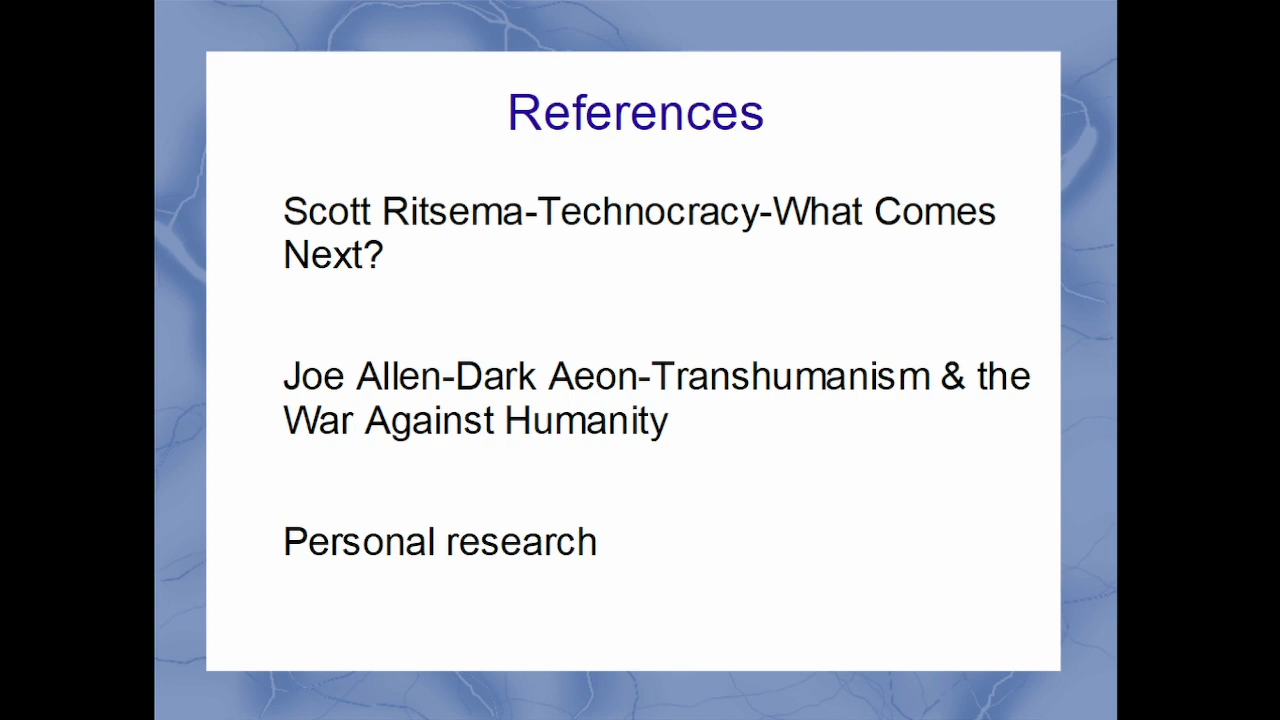 References
Scott Ritsema-Technocracy-What Comes
Next?
Joe Allen-Dark Aeon-Transhumanism & the
War Against Humanity
Personal research